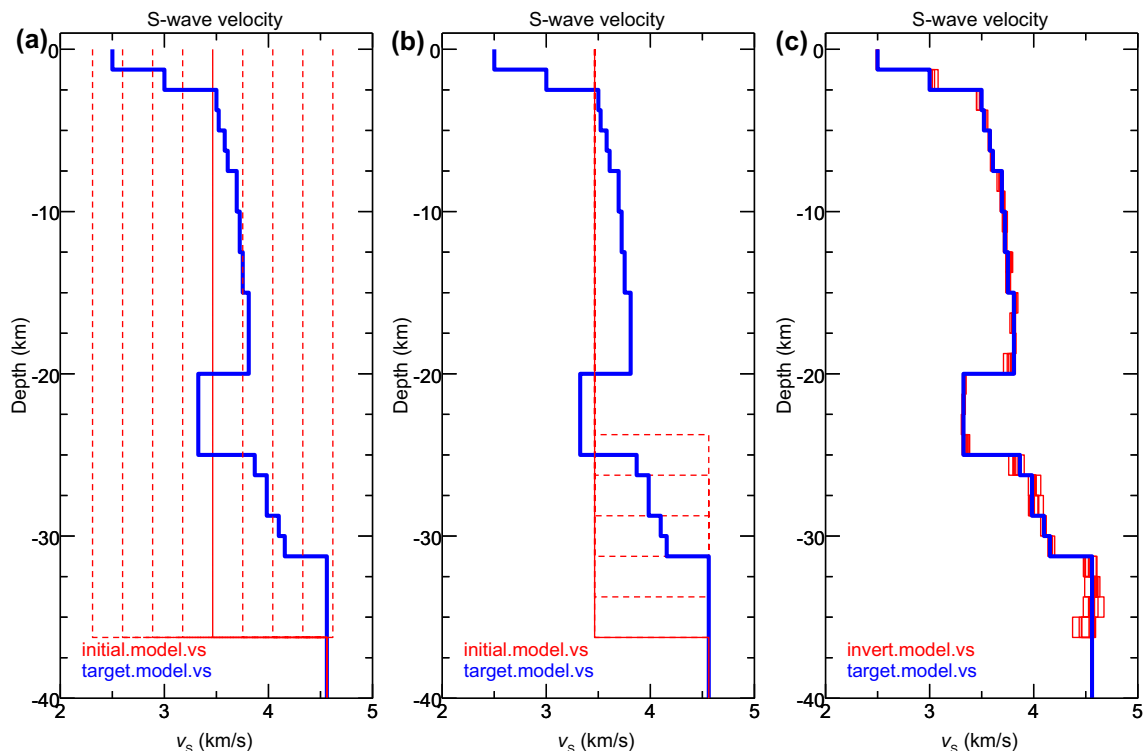 S-wave velocity
(a)
0
-10
-20
-30
-40
Depth (km)
initial.model.vs
target.model.vs
2 3 4 5
vs (km/s)
S-wave velocity
(b)
0
-10
-20
-30
-40
Depth (km)
initial.model.vs
target.model.vs
2 3 4 5
vs (km/s)
S-wave velocity
(c)
0
-10
-20
-30
-40
Depth (km)
invert.model.vs
target.model.vs
2 3 4 5
vs (km/s)